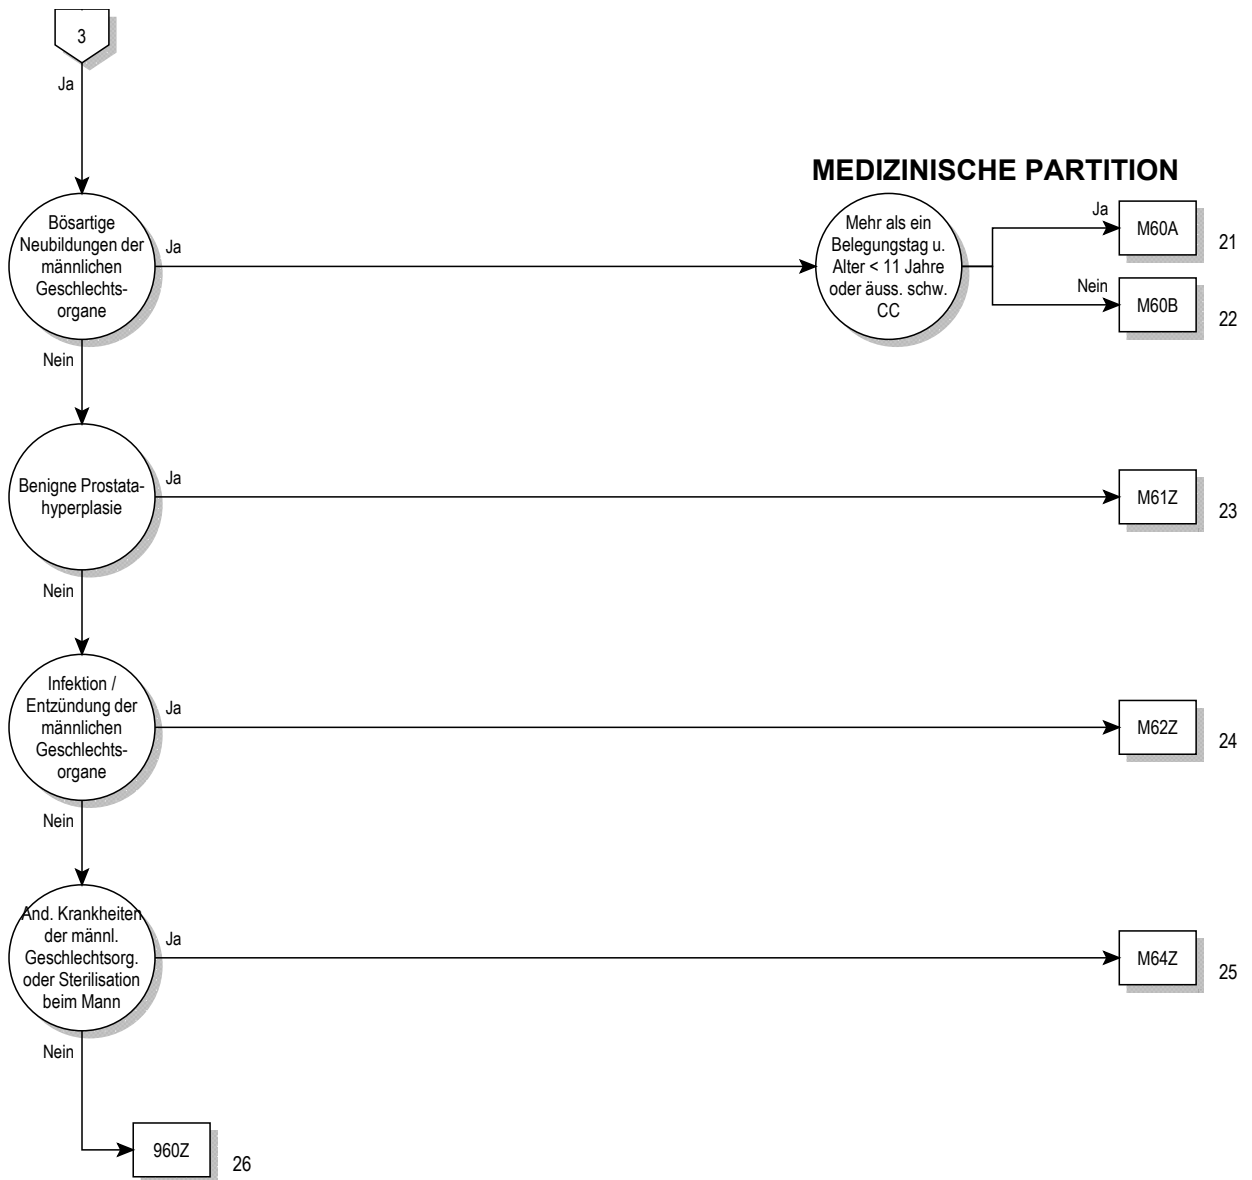 3
Ja
MEDIZINISCHE PARTITION
Bösartige
Neubildungen der
männlichen
Geschlechts-
organe
Ja
Mehr als ein
Belegungstag u.
Alter < 11 Jahre
oder äuss. schw.
CC
Ja
M60A
21
Nein
M60B
22
Nein
Benigne Prostata-
hyperplasie
Ja
M61Z
23
Nein
Infektion /
Entzündung der
männlichen
Geschlechts-
organe
Ja
M62Z
24
Nein
And. Krankheiten
der männl.
Geschlechtsorg.
oder Sterilisation
beim Mann
Ja
M64Z
25
Nein
960Z
26